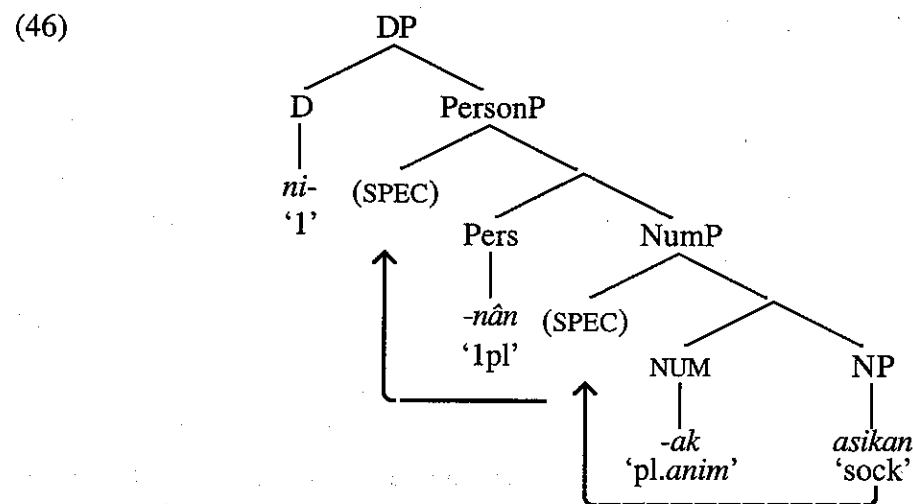 (46) DP
D PersonP
ni- (SPEC)
‘1’ Pers NumP
-nân (SPEC)
‘1pl’ NUM NP
-ak asikan
‘pl.anim’ ‘sock’